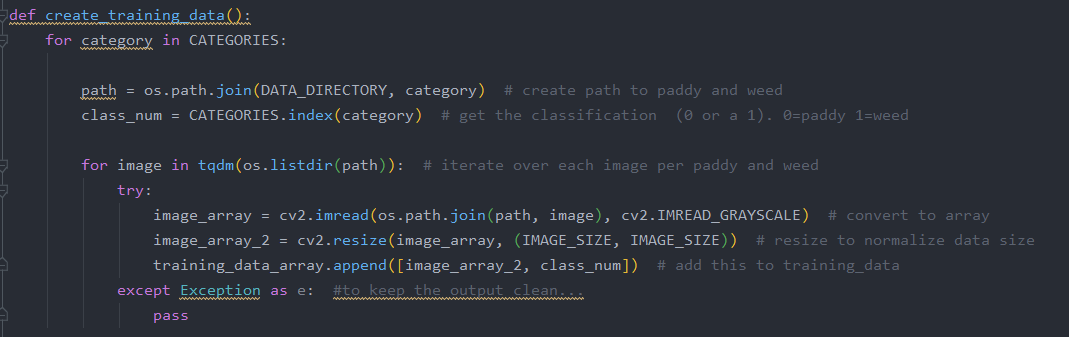 def create_training_data():
for category in CATEGORIES:
path = os.path.join(DATA_DIRECTORY, category)  # create path to paddy and weed
class_num = CATEGORIES.index(category)  # get the classification  (0 or a 1). 0=paddy 1=weed
for image in tqdm(os.listdir(path)):  # iterate over each image per paddy and weed
try:
image_array = cv2.imread(os.path.join(path, image), cv2.IMREAD_GRAYSCALE)  # convert to array
image_array_2 = cv2.resize(image_array, (IMAGE_SIZE, IMAGE_SIZE))  # resize to normalize data size
training_data_array.append([image_array_2, class_num])  # add this to training_data
except Exception as e:  #to keep the output clean...
pass